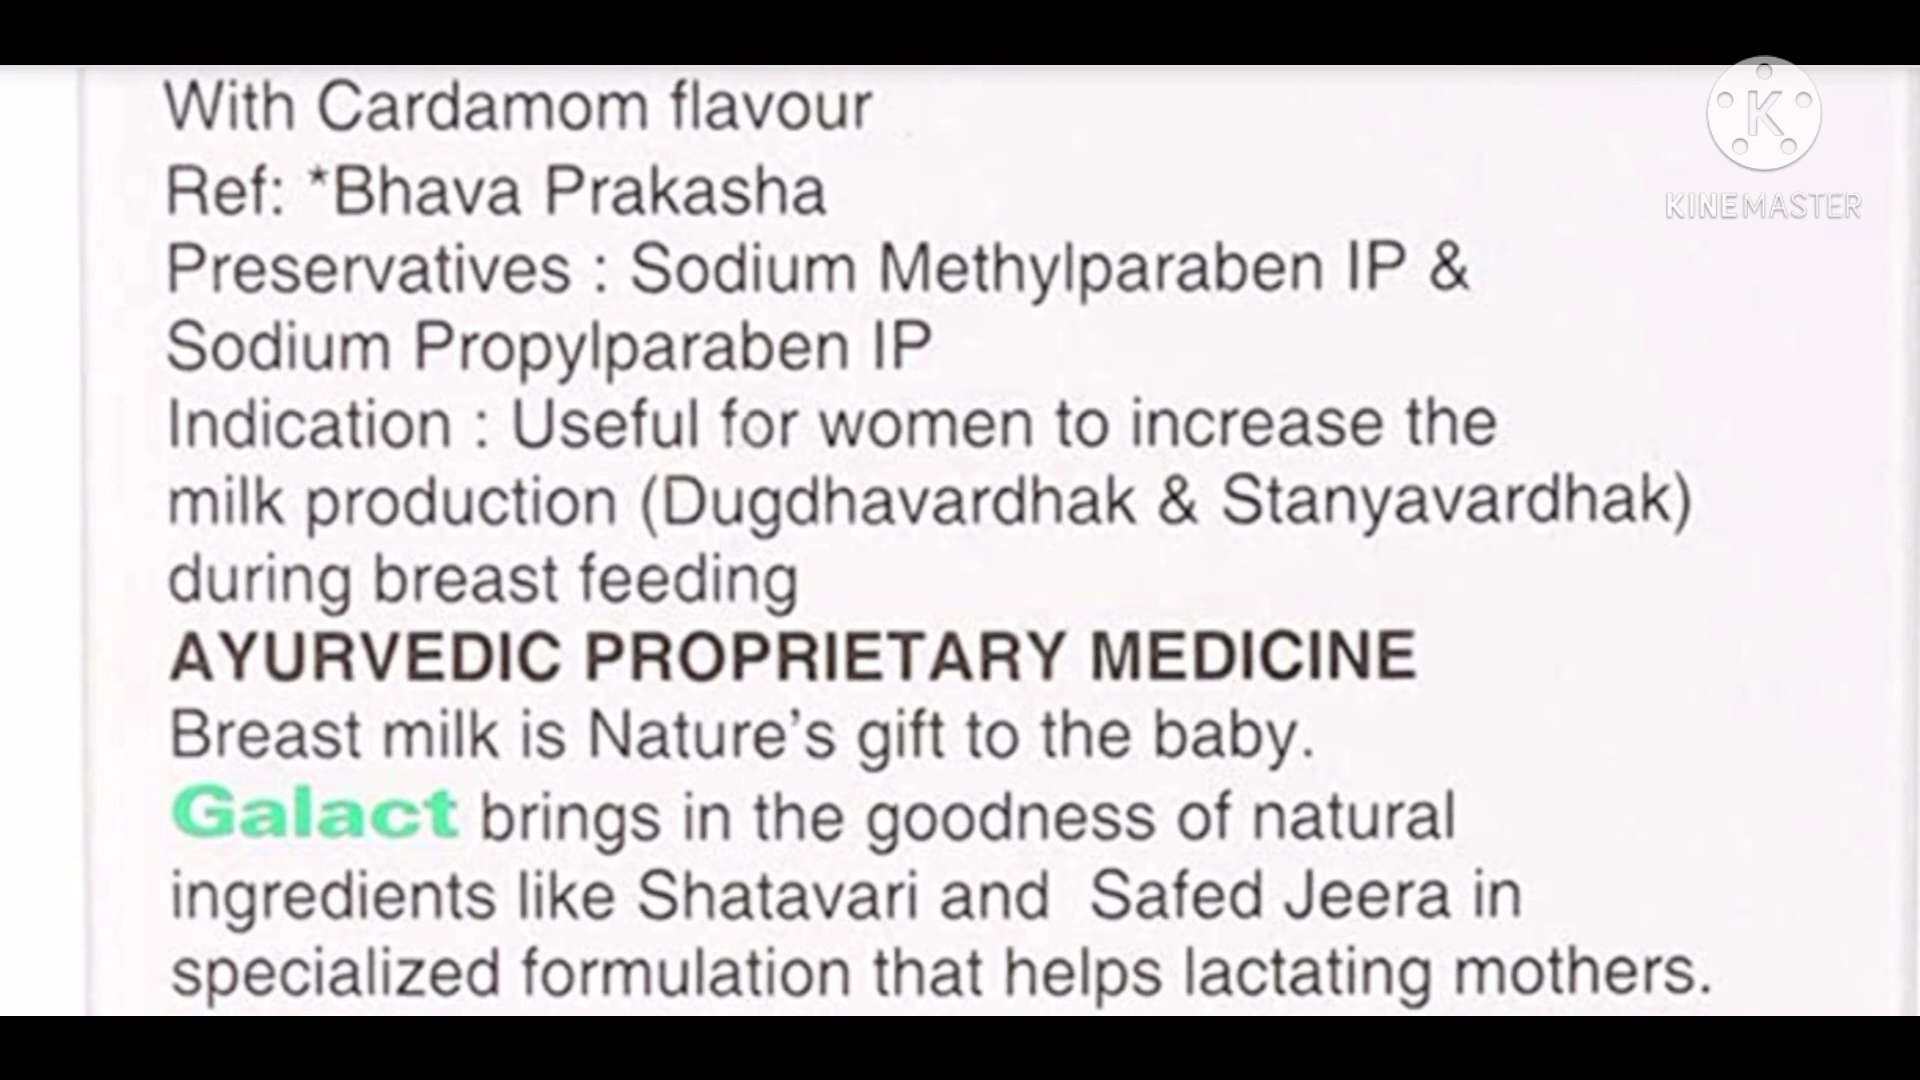 With Cardamom flavour
Ref: *Bhava Prakasha
Preservatives : Sodium Methylparaben IP &
Sodium Propylparaben IP
Indication : Useful for women to increase the
milk production (Dugdhavardhak & Stanyavardhak)
during breast feeding
AYURVEDIC PROPRIETARY MEDICINE
Breast milk is Nature's gift to the baby.
Galact brings in the goodness of natural
ingredients like Shatavari and Safed Jeera in
specialized formulation that helps lactating mothers.
K
KINEMASTER